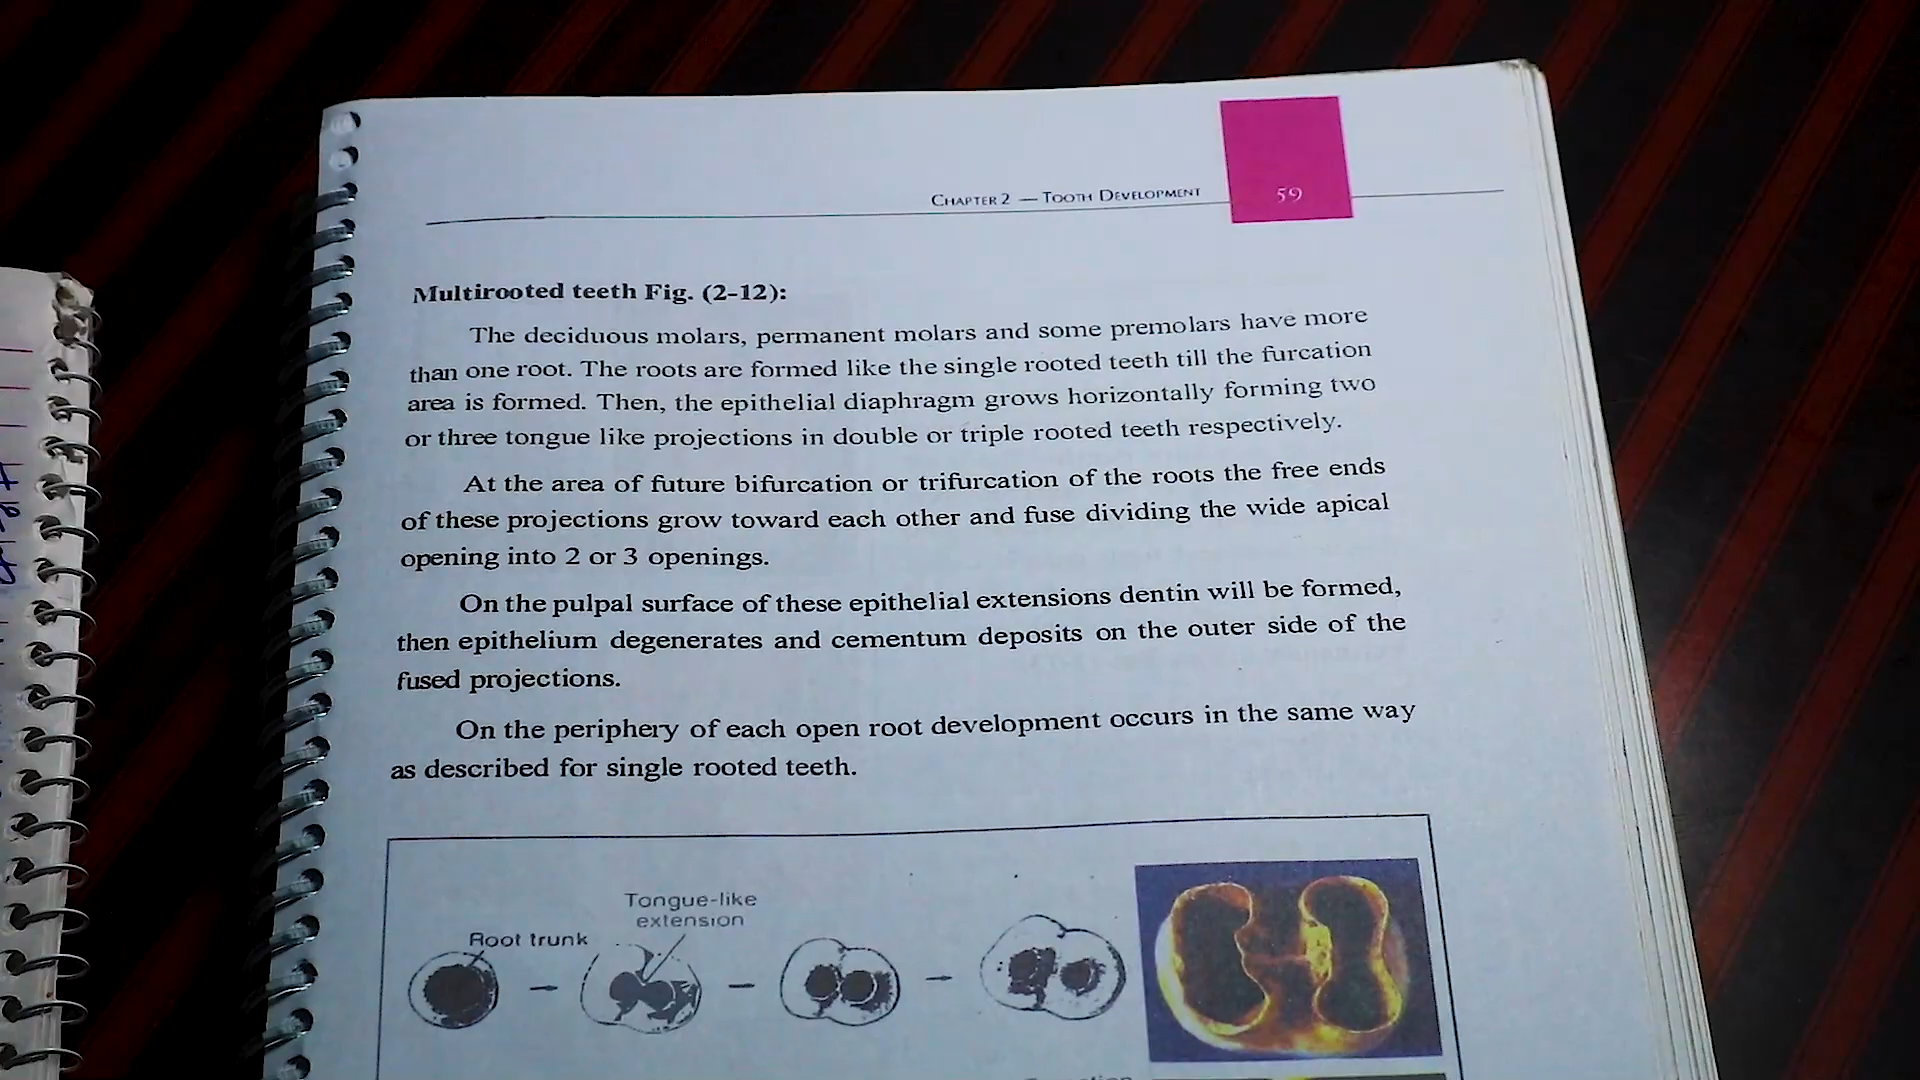 CHAPTER 2 — TOOTH DEVELOPMENT
59
Multirooted teeth Fig. (2-12):
The deciduous molars, permanent molars and some premolars have more
than one root. The roots are formed like the single rooted teeth till the furcation
area is formed. Then, the epithelial diaphragm grows horizontally forming two
or three tongue like projections in double or triple rooted teeth respectively.
At the area of future bifurcation or trifurcation of the roots the free ends
of these projections grow toward each other and fuse dividing the wide apical
opening into 2 or 3 openings.
On the pulpal surface of these epithelial extensions dentin will be formed,
then epithelium degenerates and cementum deposits on the outer side of the
fused projections.
On the periphery of each open root development occurs in the same way
as described for single rooted teeth.
Tongue-like
extension
Root trunk